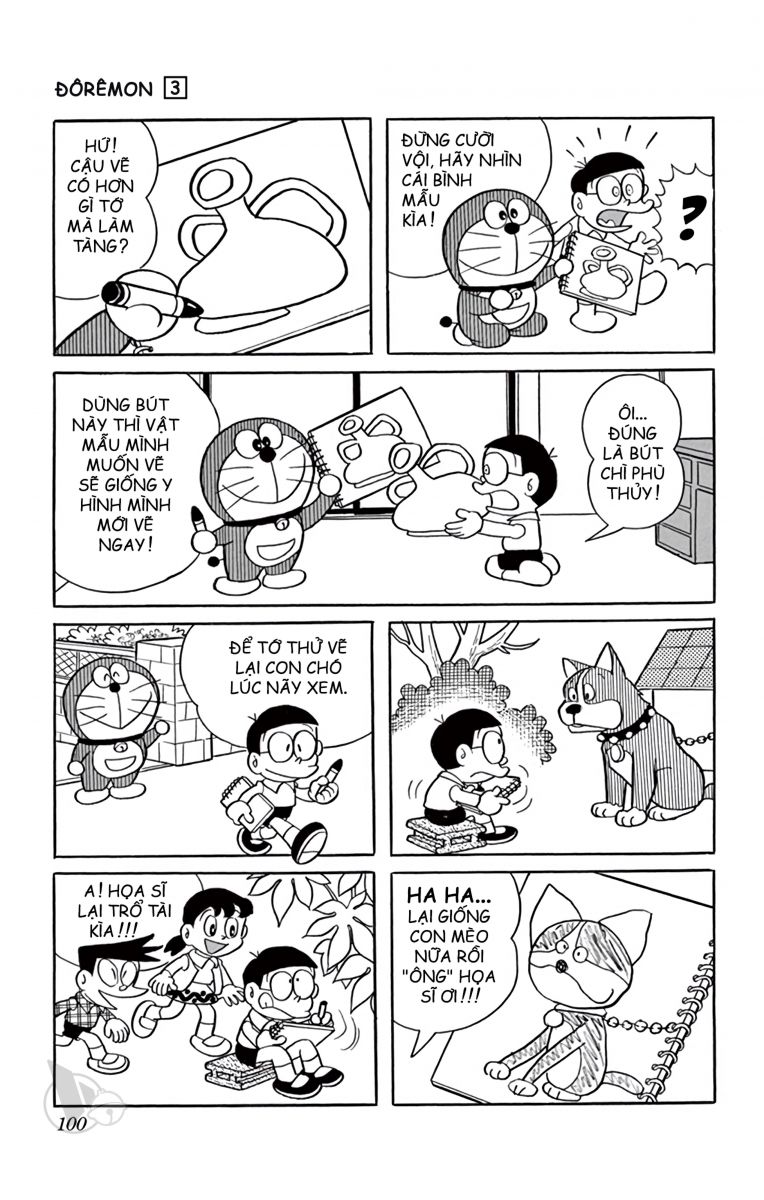 ĐÔRÊMON 3
HỨ!
CẬU VẼ
CÓ HƠN
GÌ TỚ
MÀ LÀM
TÀNG?
ĐỪNG CƯỜI
VỘI, HÃY NHÌN
CÁI BÌNH
MẪU
KÌA!
?
DÙNG BÚT
NÀY THÌ VẬT
MẪU MÌNH
MUỐN VẼ
SẼ GIỐNG Y
HÌNH MÌNH
MỚI VẼ
NGAY!
ÔI...
ĐÚNG
LÀ BÚT
CHÌ PHÙ
THỦY!
ĐỂ TỚ THỬ VẼ
LẠI CON CHÓ
LÚC NÃY XEM.
A! HỌA SĨ
LẠI TRỔ TÀI
KÌA!!!
HA HA...
LẠI GIỐNG
CON MÈO
NỮA RỒI
"ÔNG" HỌA
SĨ ƠI!!!
100